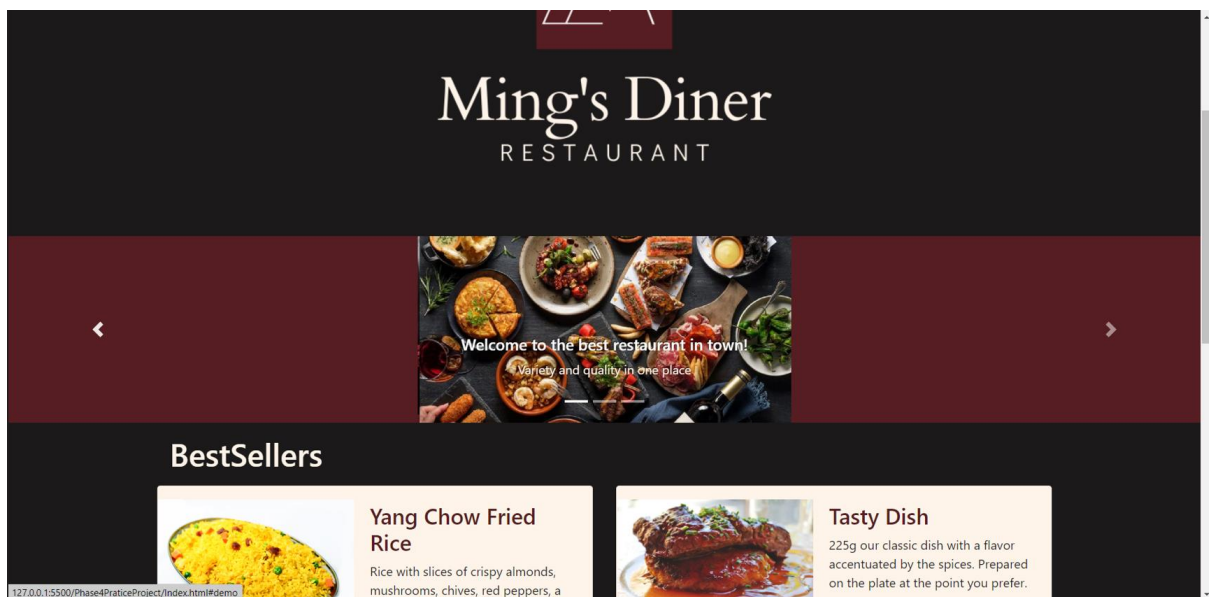 Ming's Diner
RESTAURANT
Welcome to the best restaurant in town!
Variety and quality in one place
BestSellers
Yang Chow Fried
Rice
Rice with slices of crispy almonds,
mushrooms, chives, red peppers, a
Tasty Dish
225g our classic dish with a flavor
accentuated by the spices. Prepared
on the plate at the point you prefer.
127.0.0.1:5500/Phase4PraticeProject/Index.html#demo